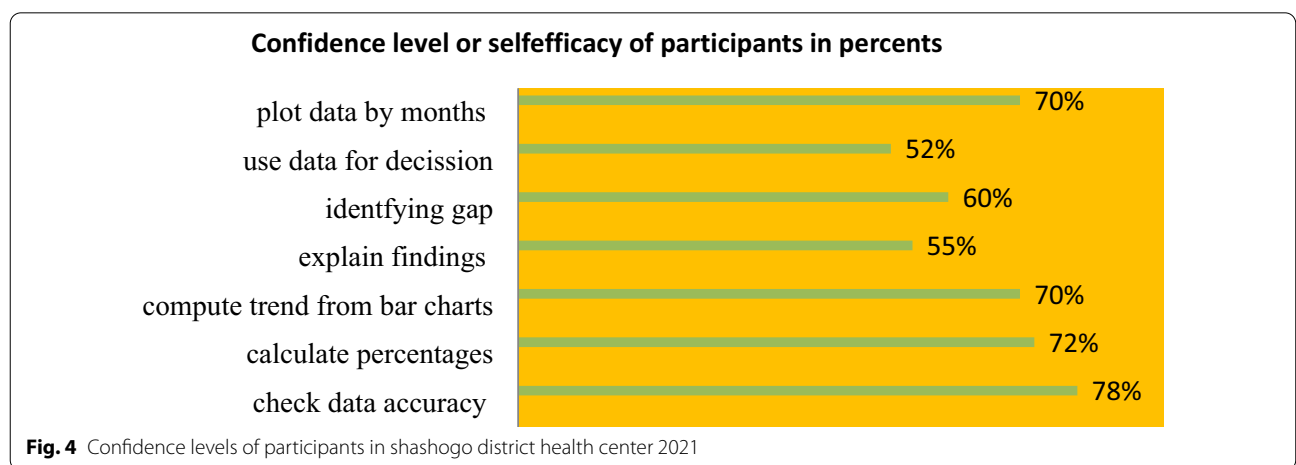 Confidence level or selfefficacy of participants in percents
plot data by months 70%
use data for decission 52%
identfying gap 60%
explain findings 55%
compute trend from bar charts 70%
calculate percentages 72%
check data accuracy 78%
Fig. 4 Confidence levels of participants in shashogo district health center 2021